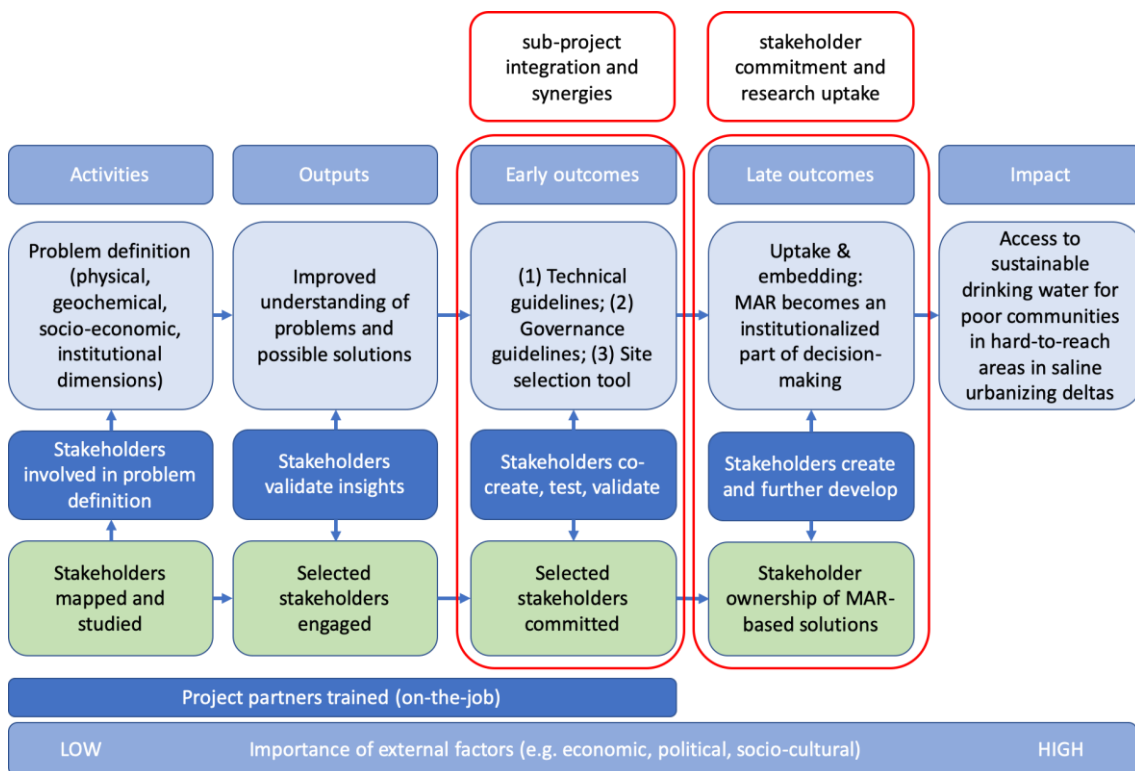 sub-project
integration and
synergies
stakeholder
commitment and
research uptake
Activities
Outputs
Early outcomes
Late outcomes
Impact
Problem definition
(physical,
geochemical,
socio-economic,
institutional
dimensions)
Improved
understanding of
problems and
possible solutions
(1) Technical
guidelines; (2)
Governance
guidelines; (3) Site
selection tool
Uptake &
embedding:
MAR becomes an
institutionalized
part of decision-
making
Access to
sustainable
drinking water for
poor communities
in hard-to-reach
areas in saline
urbanizing deltas
Stakeholders
involved in problem
definition
Stakeholders
validate insights
Stakeholders co-
create, test, validate
Stakeholders create
and further develop
Stakeholders
mapped and
studied
Selected
stakeholders
engaged
Selected
stakeholders
committed
Stakeholder
ownership of MAR-
based solutions
Project partners trained (on-the-job)
LOW Importance of external factors (e.g. economic, political, socio-cultural) HIGH